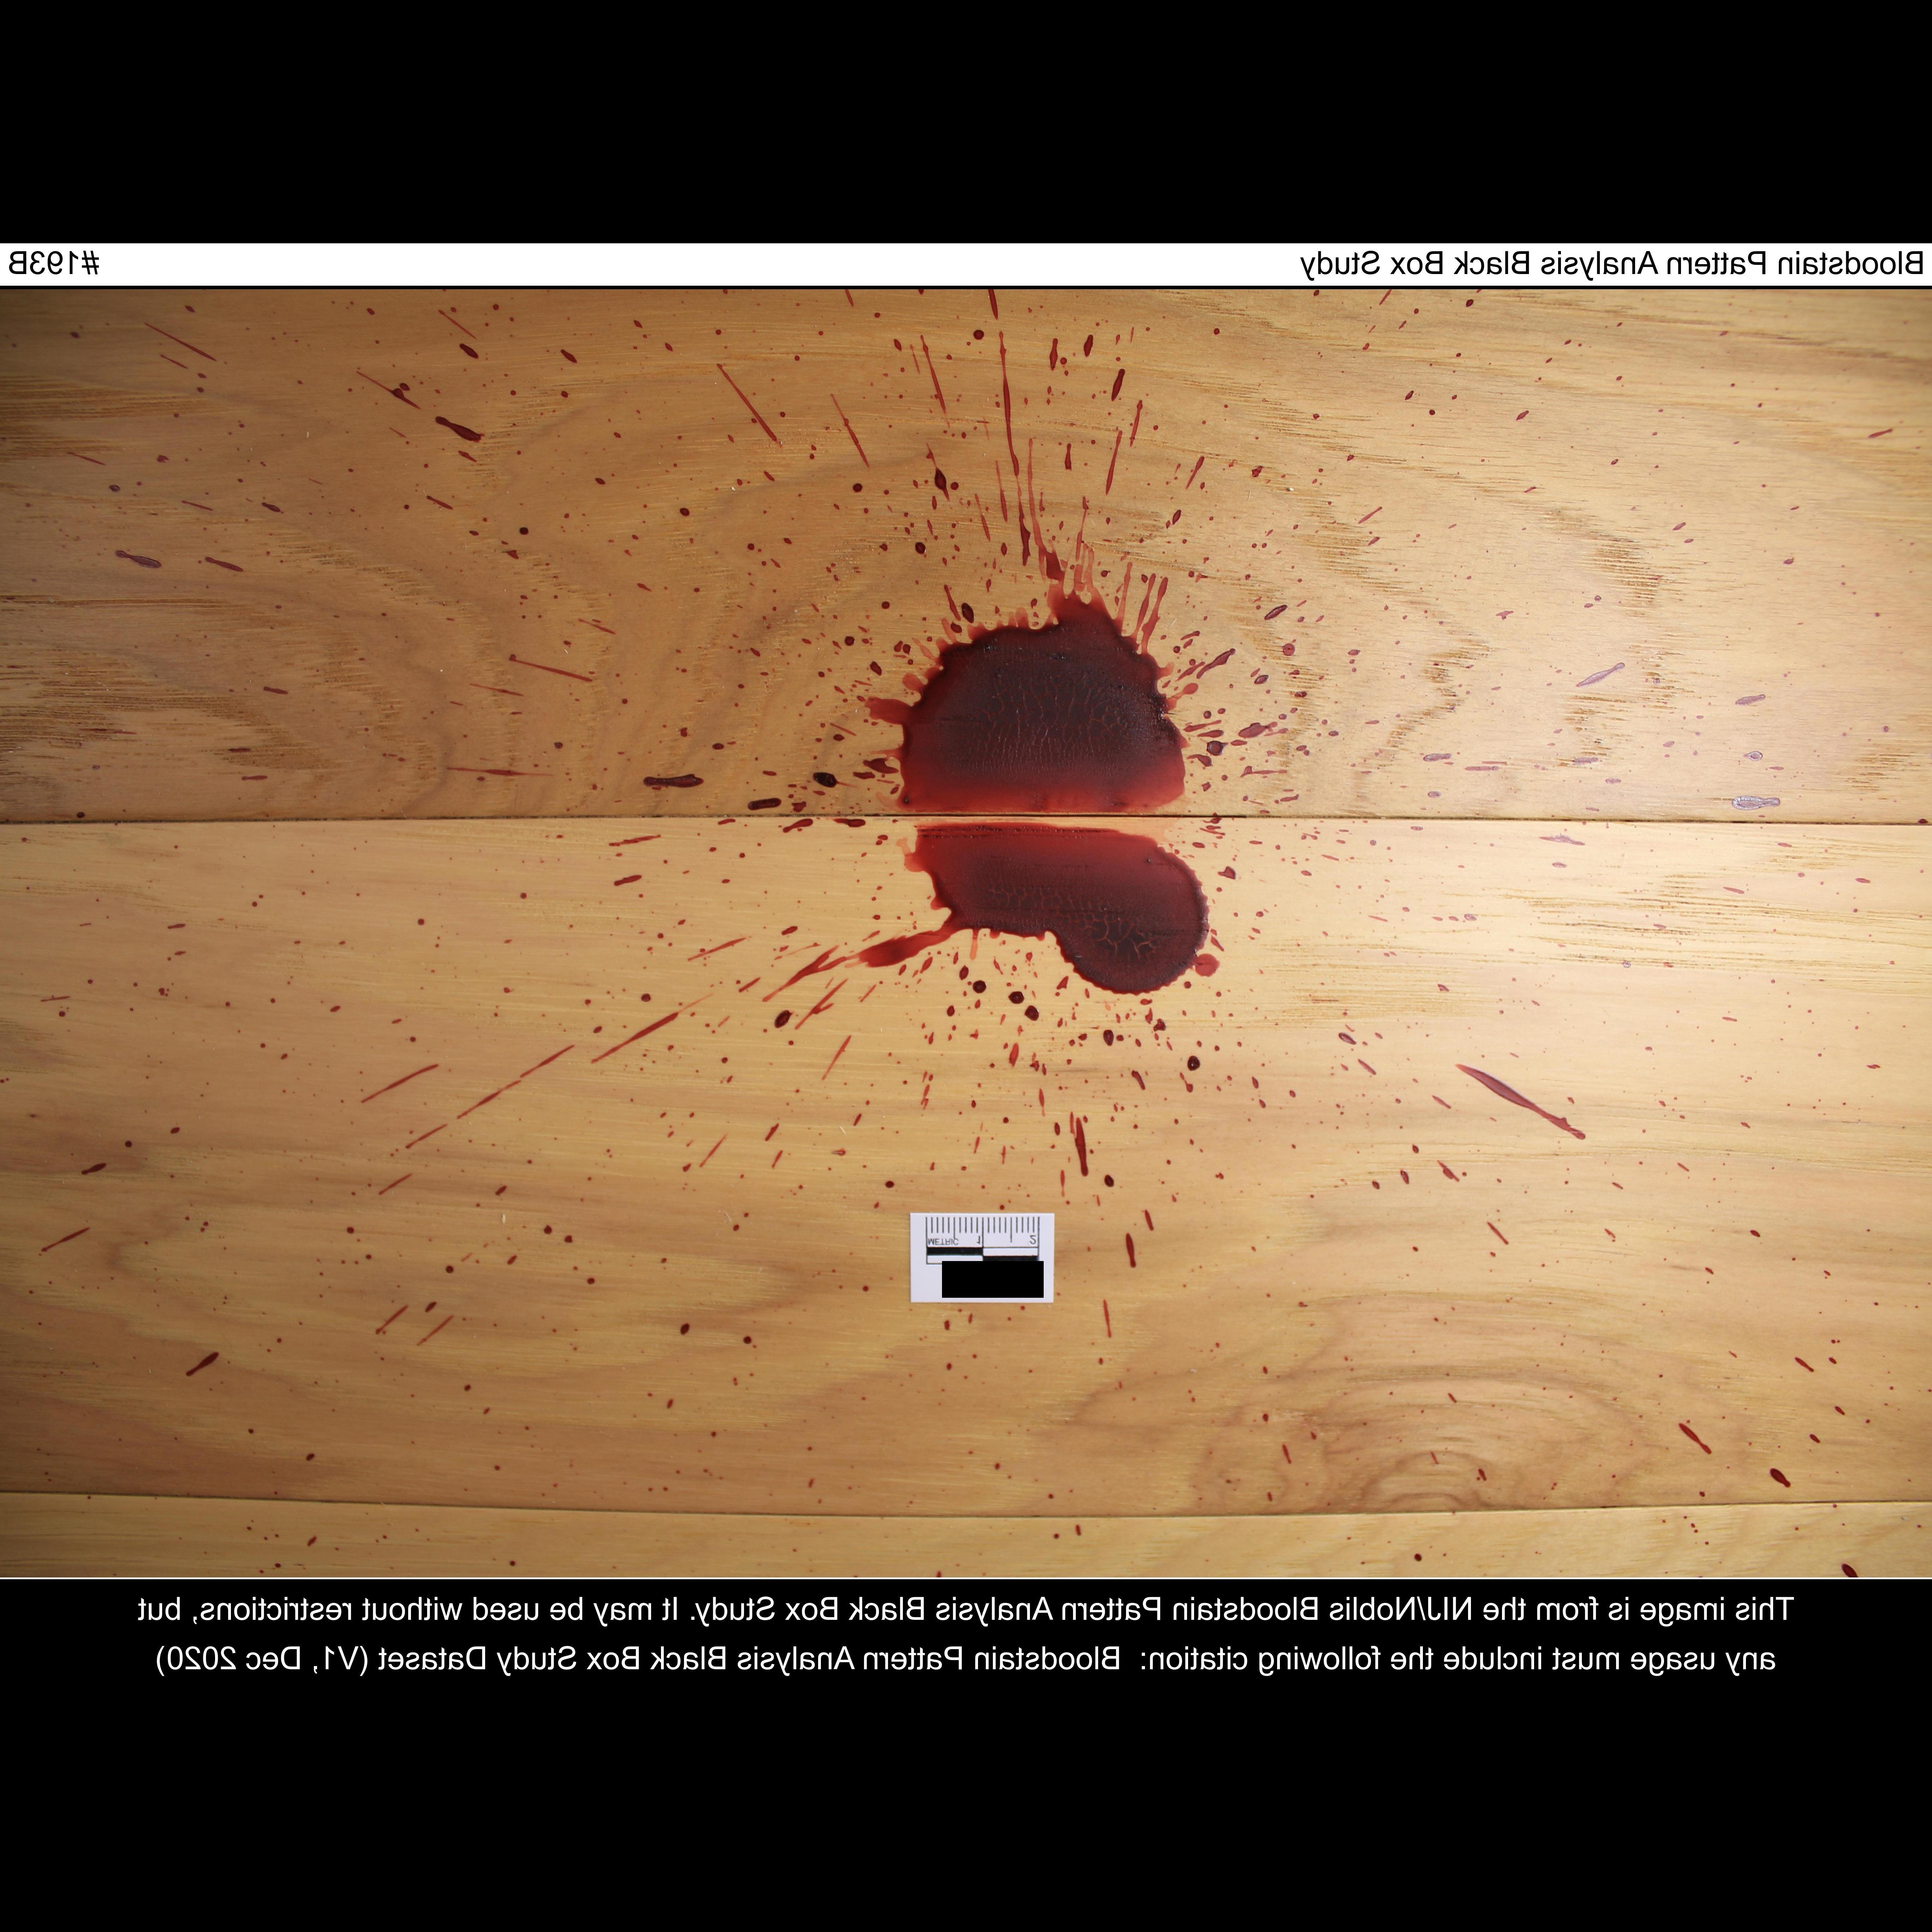 Bloodstain Pattern Analysis Black Box Study #193B
METRIC 1 2
This image is from the NIJ/Noblis Bloodstain Pattern Analysis Black Box Study. It may be used without restrictions, but
any usage must include the following citation:  Bloodstain Pattern Analysis Black Box Study Dataset (V1, Dec 2020)